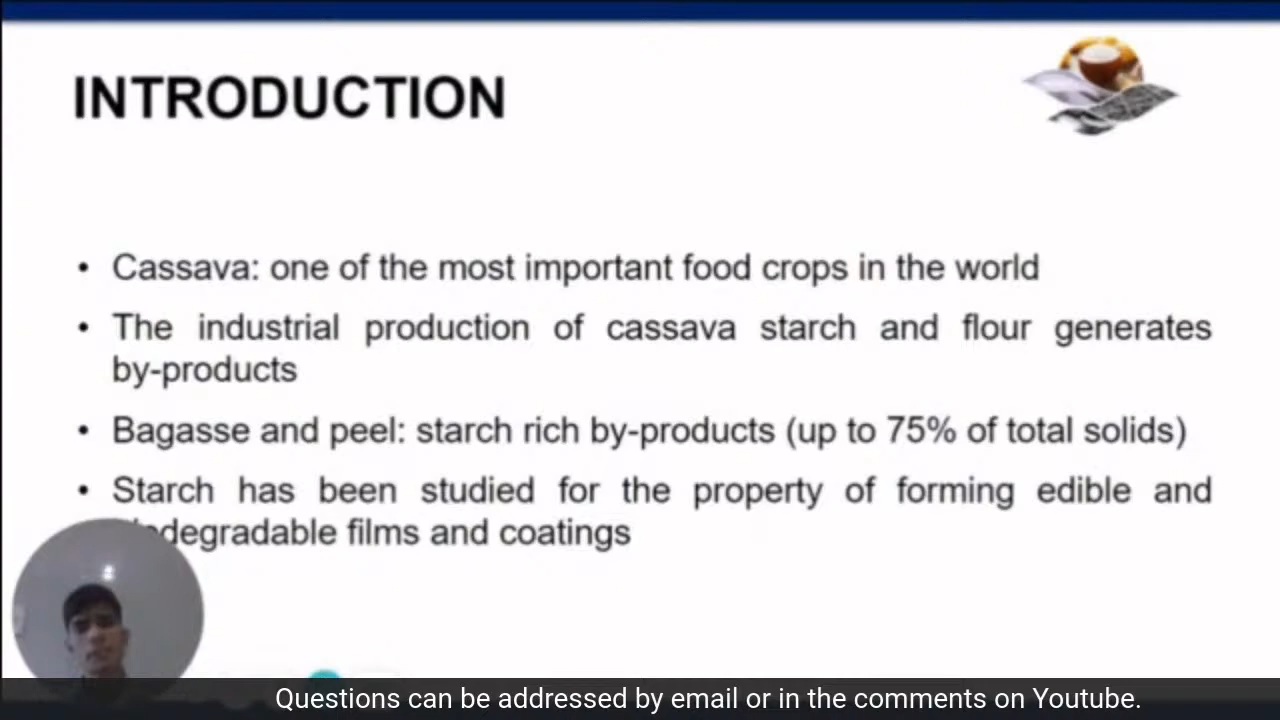 INTRODUCTION
• Cassava: one of the most important food crops in the world
• The industrial production of cassava starch and flour generates
by-products
• Bagasse and peel: starch rich by-products (up to 75% of total solids)
• Starch has been studied for the property of forming edible and
films and coatings
Questions can be addressed by email or in the comments on Youtube.